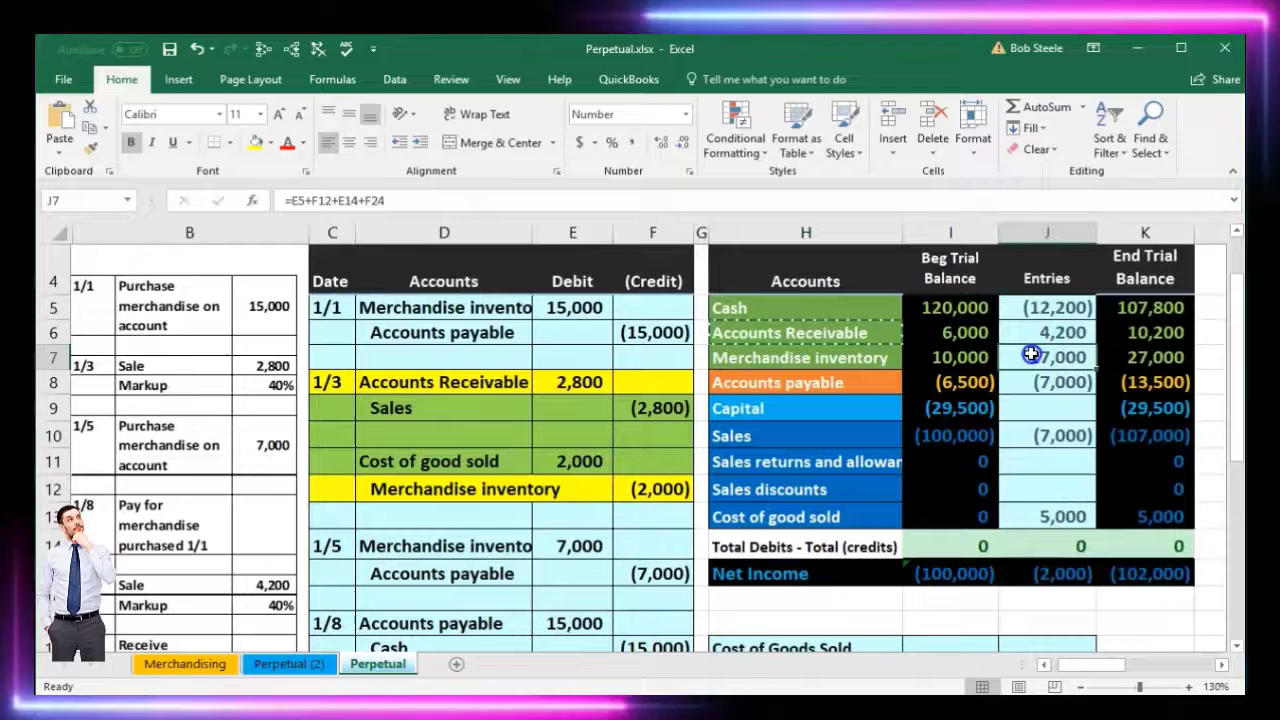 AutoSave Off
Perpetual.xlsx - Excel
Bob Steele
File Home Insert Page Layout Formulas Data Review View Help QuickBooks Tell me what you want to do Share
Calibri 11 Wrap Text Number AutoSum
Paste Merge & Center Conditional Formatting Format as Table Cell Styles Insert Delete Format Fill Clear Sort & Filter Find & Select
Clipboard Font Alignment Number Styles Cells Editing
J7 fx =E5+F12+E14+F24
B C D E F G H I J K
4 Date Accounts Debit (Credit) Accounts Beg Trial Balance Entries End Trial Balance
1/1 Purchase merchandise on account 15,000
5 1/1 Merchandise invento 15,000 Cash 120,000 (12,200) 107,800
6 Accounts payable (15,000) Accounts Receivable 6,000 4,200 10,200
7 Merchandise inventory 10,000 7,000 27,000
1/3 Sale 2,800
8 Markup 40% 1/3 Accounts Receivable 2,800 Accounts payable (6,500) (7,000) (13,500)
9 Sales (2,800) Capital (29,500) (29,500)
1/5 Purchase merchandise on account 7,000
10 Sales (100,000) (7,000) (107,000)
11 Cost of good sold 2,000 Sales returns and allowan 0 0
12 Merchandise inventory (2,000) Sales discounts 0 0
1/8 Pay for merchandise purchased 1/1
13 Cost of good sold 0 5,000 5,000
14 1/5 Merchandise invento 7,000 Total Debits - Total (credits) 0 0 0
Sale 4,200 Accounts payable (7,000) Net Income (100,000) (2,000) (102,000)
Markup 40%
1/8 Accounts payable 15,000
Receive Cash (15,000) Cost of Goods Sold
Merchandising Perpetual (2) Perpetual
Ready 130%